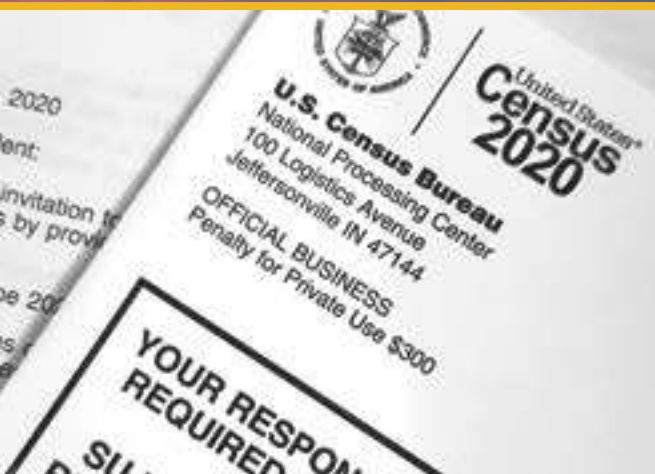 United States®
Census
2020
U.S. Census Bureau
National Processing Center
100 Logistics Avenue
Jeffersonville IN 47144
OFFICIAL BUSINESS
Penalty for Private Use $300
YOUR RESPON
REQUIRED
2020
ent:
invitation
s by provi